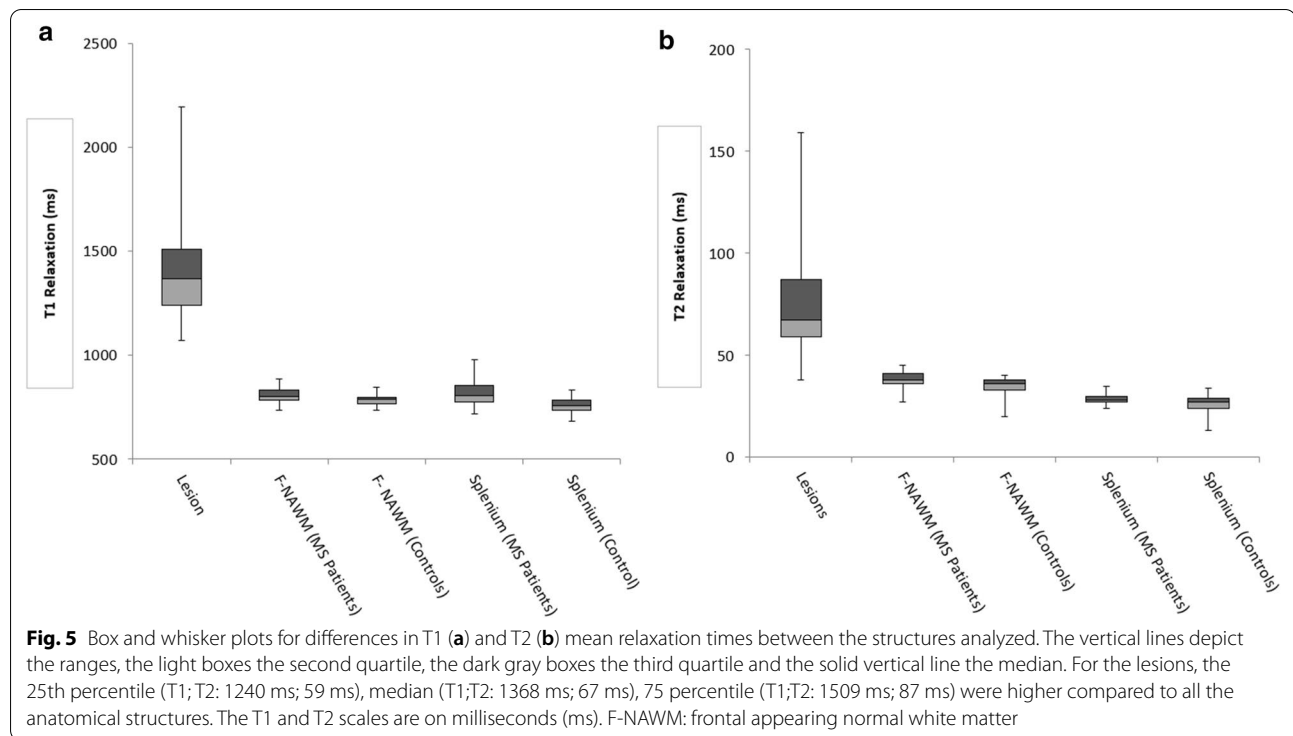 a
2500
2000
1500
1000
500
T1 Relaxation (ms)
Lesion
F-NAWM (MS Patients)
F- NAWM (Controls)
Splenium (MS Patients)
Splenium (Control)
b
200
150
100
50
0
T2 Relaxation (ms)
Lesions
F-NAWM (MS Patients)
F-NAWM (Controls)
Splenium (MS Patients)
Splenium (Controls)
Fig. 5 Box and whisker plots for differences in T1 (a) and T2 (b) mean relaxation times between the structures analyzed. The vertical lines depict
the ranges, the light boxes the second quartile, the dark gray boxes the third quartile and the solid vertical line the median. For the lesions, the
25th percentile (T1; T2: 1240 ms; 59 ms), median (T1;T2: 1368 ms; 67 ms), 75 percentile (T1;T2: 1509 ms; 87 ms) were higher compared to all the
anatomical structures. The T1 and T2 scales are on milliseconds (ms). F-NAWM: frontal appearing normal white matter